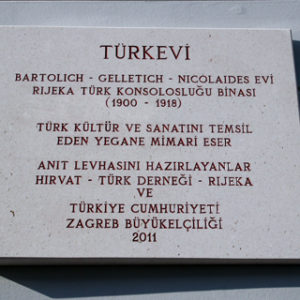 TÜRKEVİ
BARTOLICH - GELLETICH - NICOLAIDES EVİ
RIJEKA TÜRK KONSOLOSLUĞU BİNASI
(1900 - 1918)
TÜRK KÜLTÜR VE SANATINI TEMSİL
EDEN YEGANE MİMARİ ESER
ANIT LEVHASINI HAZIRLAYANLAR
HIRVAT - TÜRK DERNEĞİ - RIJEKA
VE
TÜRKİYE CUMHURİYETİ
ZAGREB BÜYÜKELÇİLİĞİ
2011